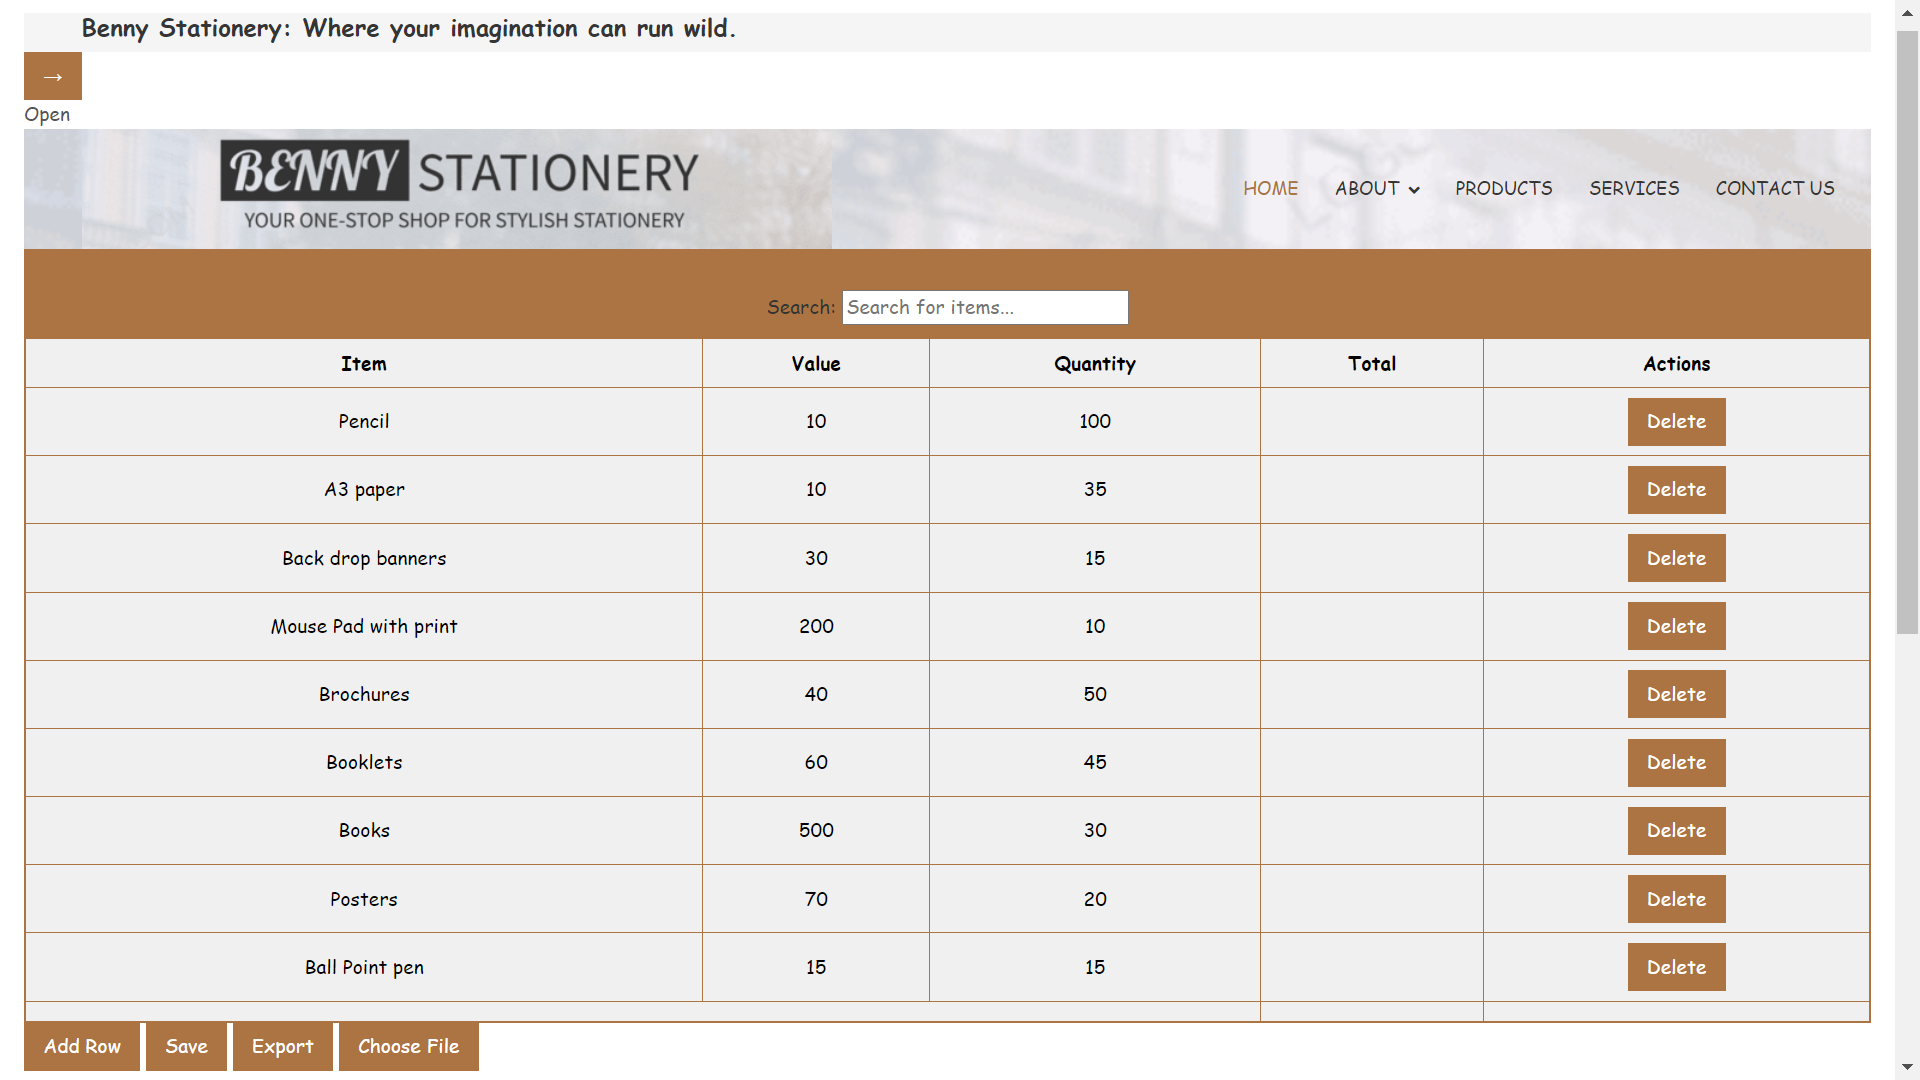 Benny Stationery: Where your imagination can run wild.
→
Open
BENNY STATIONERY
YOUR ONE-STOP SHOP FOR STYLISH STATIONERY
HOME ABOUT PRODUCTS SERVICES CONTACT US
Search: Search for items...
Item Value Quantity Total Actions
Pencil 10 100 Delete
A3 paper 10 35 Delete
Back drop banners 30 15 Delete
Mouse Pad with print 200 10 Delete
Brochures 40 50 Delete
Booklets 60 45 Delete
Books 500 30 Delete
Posters 70 20 Delete
Ball Point pen 15 15 Delete
Add Row Save Export Choose File